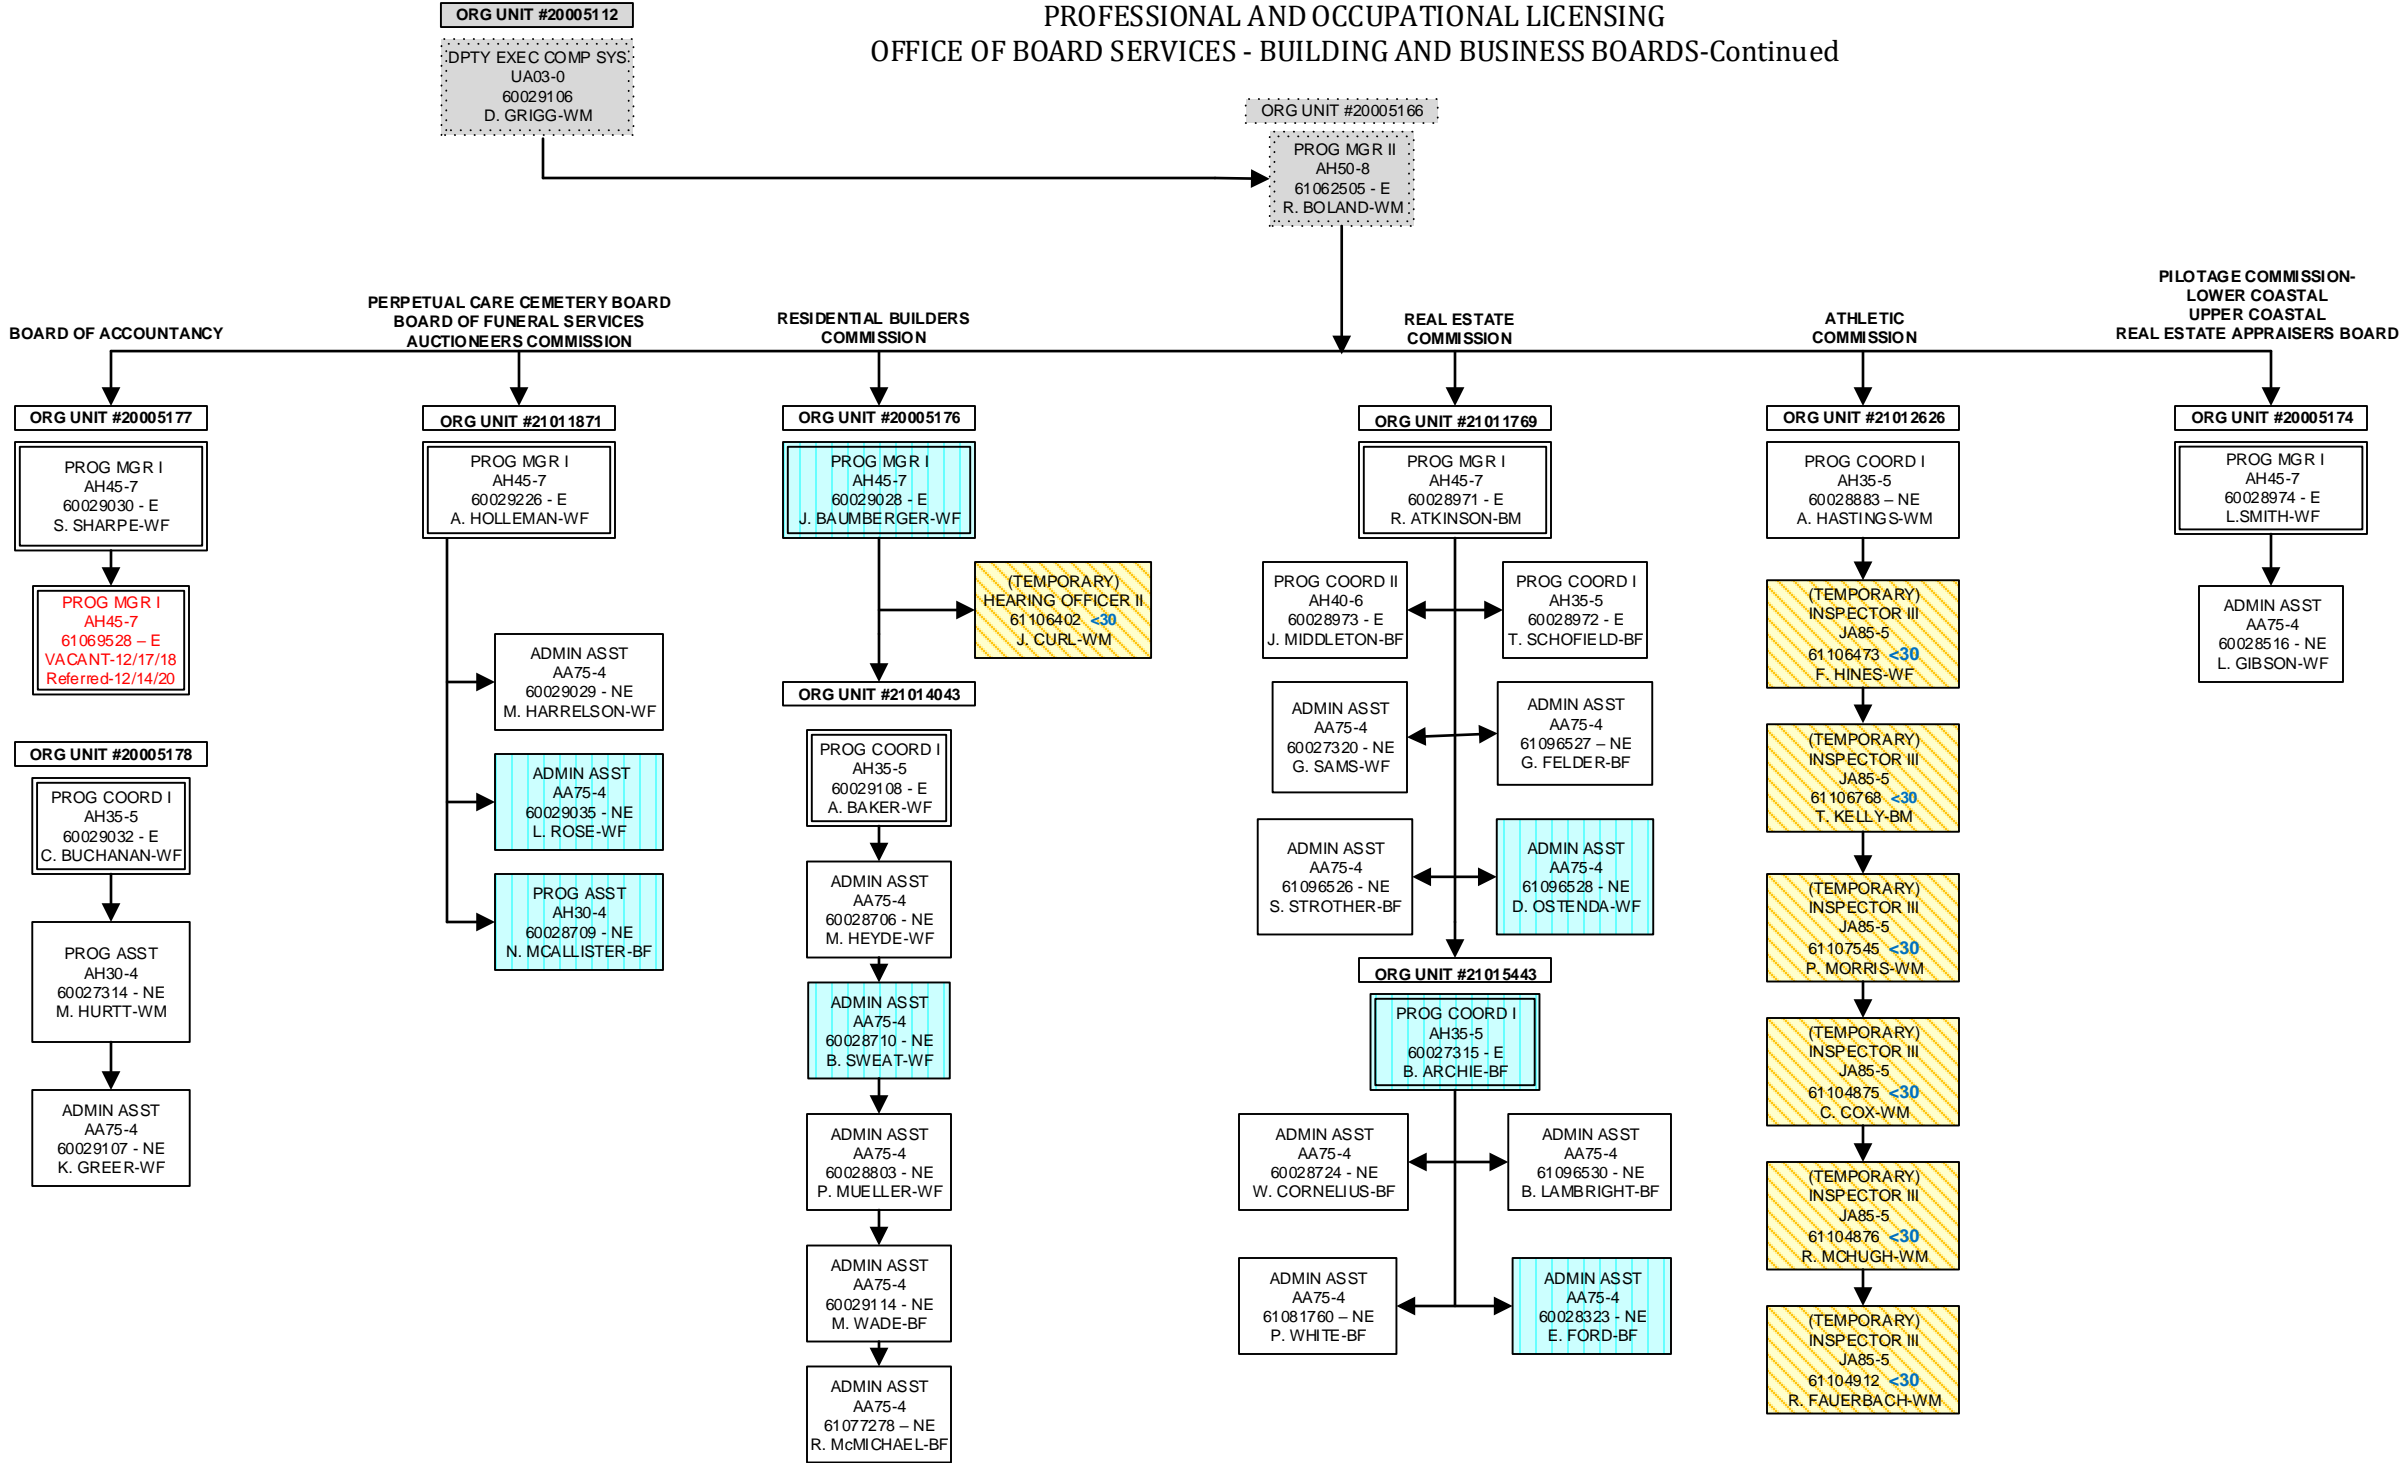 PROFESSIONAL AND OCCUPATIONAL LICENSING
OFFICE OF BOARD SERVICES - BUILDING AND BUSINESS BOARDS-Continued
ORG UNIT #20005112
DPTY EXEC COMP SYS
UA03-0
60029106
D. GRIGG-WM
ORG UNIT #20005166
PROG MGR II
AH50-8
61062505 - E
R. BOLAND-WM
BOARD OF ACCOUNTANCY
ORG UNIT #20005177
PROG MGR I
AH45-7
60029030 - E
S. SHARPE-WF
PROG MGR I
AH45-7
61069528 – E
VACANT-12/17/18
Referred-12/14/20
ORG UNIT #20005178
PROG COORD I
AH35-5
60029032 - E
C. BUCHANAN-WF
PROG ASST
AH30-4
60027314 - NE
M. HURTT-WM
ADMIN ASST
AA75-4
60029107 - NE
K. GREER-WF
PERPETUAL CARE CEMETERY BOARD
BOARD OF FUNERAL SERVICES
AUCTIONEERS COMMISSION
ORG UNIT #21011871
PROG MGR I
AH45-7
60029226 - E
A. HOLLEMAN-WF
ADMIN ASST
AA75-4
60029029 - NE
M. HARRELSON-WF
ADMIN ASST
AA75-4
60029035 - NE
L. ROSE-WF
PROG ASST
AH30-4
60028709 - NE
N. MCALLISTER-BF
RESIDENTIAL BUILDERS
COMMISSION
ORG UNIT #20005176
PROG MGR I
AH45-7
60029028 - E
J. BAUMBERGER-WF
(TEMPORARY)
HEARING OFFICER II
61106402 <30
J. CURL-WM
ORG UNIT #21014043
PROG COORD I
AH35-5
60029108 - E
A. BAKER-WF
ADMIN ASST
AA75-4
60028706 - NE
M. HEYDE-WF
ADMIN ASST
AA75-4
60028710 - NE
B. SWEAT-WF
ADMIN ASST
AA75-4
60028803 - NE
P. MUELLER-WF
ADMIN ASST
AA75-4
60029114 - NE
M. WADE-BF
ADMIN ASST
AA75-4
61077278 – NE
R. McMICHAEL-BF
REAL ESTATE
COMMISSION
ORG UNIT #21011769
PROG MGR I
AH45-7
60028971 - E
R. ATKINSON-BM
PROG COORD II
AH40-6
60028973 - E
J. MIDDLETON-BF
PROG COORD I
AH35-5
60028972 - E
T. SCHOFIELD-BF
ADMIN ASST
AA75-4
60027320 - NE
G. SAMS-WF
ADMIN ASST
AA75-4
61096527 – NE
G. FELDER-BF
ADMIN ASST
AA75-4
61096526 - NE
S. STROTHER-BF
ADMIN ASST
AA75-4
61096528 - NE
D. OSTENDA-WF
ORG UNIT #21015443
PROG COORD I
AH35-5
60027315 - E
B. ARCHIE-BF
ADMIN ASST
AA75-4
60028724 - NE
W. CORNELIUS-BF
ADMIN ASST
AA75-4
61096530 - NE
B. LAMBRIGHT-BF
ADMIN ASST
AA75-4
61081760 – NE
P. WHITE-BF
ADMIN ASST
AA75-4
60028323 - NE
E. FORD-BF
ATHLETIC
COMMISSION
ORG UNIT #21012626
PROG COORD I
AH35-5
60028883 – NE
A. HASTINGS-WM
(TEMPORARY)
INSPECTOR III
JA85-5
61106473 <30
F. HINES-WF
(TEMPORARY)
INSPECTOR III
JA85-5
61106768 <30
T. KELLY-BM
(TEMPORARY)
INSPECTOR III
JA85-5
61107545 <30
P. MORRIS-WM
(TEMPORARY)
INSPECTOR III
JA85-5
61104875 <30
C. COX-WM
(TEMPORARY)
INSPECTOR III
JA85-5
61104876 <30
R. MCHUGH-WM
(TEMPORARY)
INSPECTOR III
JA85-5
61104912 <30
R. FAUERBACH-WM
PILOTAGE COMMISSION-
LOWER COASTAL
UPPER COASTAL
REAL ESTATE APPRAISERS BOARD
ORG UNIT #20005174
PROG MGR I
AH45-7
60028974 - E
L.SMITH-WF
ADMIN ASST
AA75-4
60028516 - NE
L. GIBSON-WF